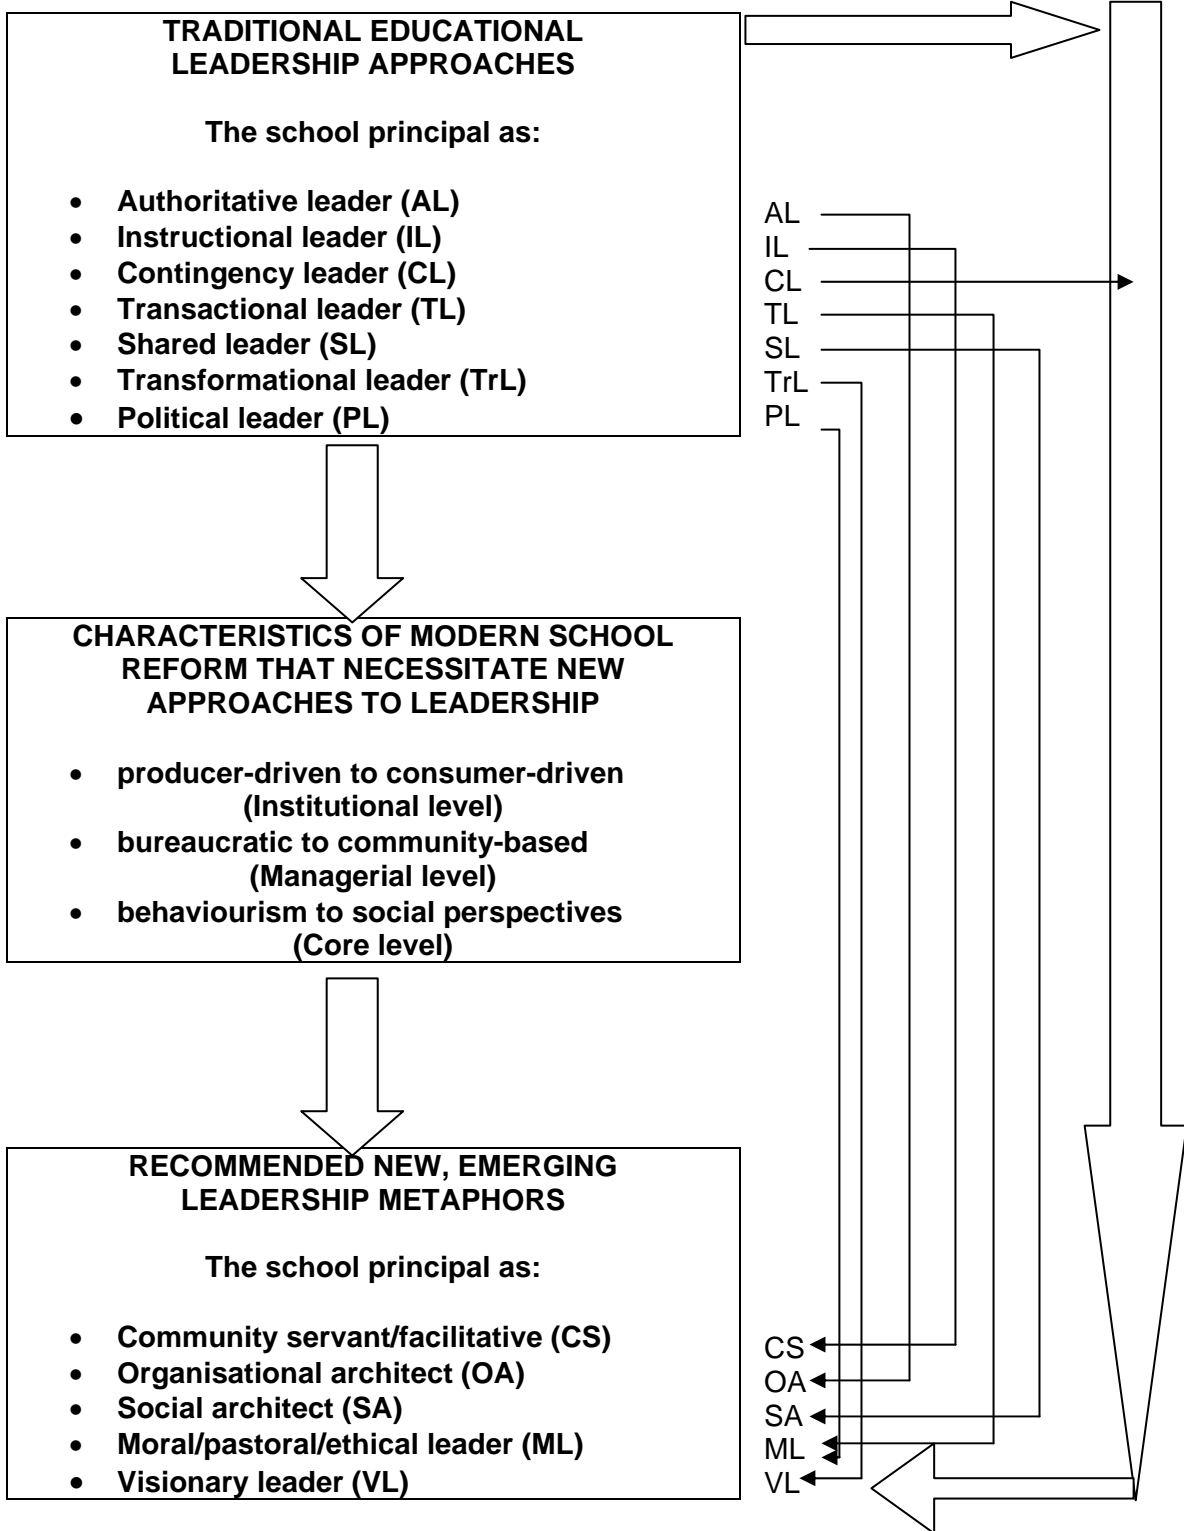 TRADITIONAL EDUCATIONAL
LEADERSHIP APPROACHES
The school principal as:
• Authoritative leader (AL)
• Instructional leader (IL)
• Contingency leader (CL)
• Transactional leader (TL)
• Shared leader (SL)
• Transformational leader (TrL)
• Political leader (PL)
AL
IL
CL
TL
SL
TrL
PL
CHARACTERISTICS OF MODERN SCHOOL
REFORM THAT NECESSITATE NEW
APPROACHES TO LEADERSHIP
• producer-driven to consumer-driven
(Institutional level)
• bureaucratic to community-based
(Managerial level)
• behaviourism to social perspectives
(Core level)
RECOMMENDED NEW, EMERGING
LEADERSHIP METAPHORS
The school principal as:
• Community servant/facilitative (CS)
• Organisational architect (OA)
• Social architect (SA)
• Moral/pastoral/ethical leader (ML)
• Visionary leader (VL)
CS
OA
SA
ML
VL